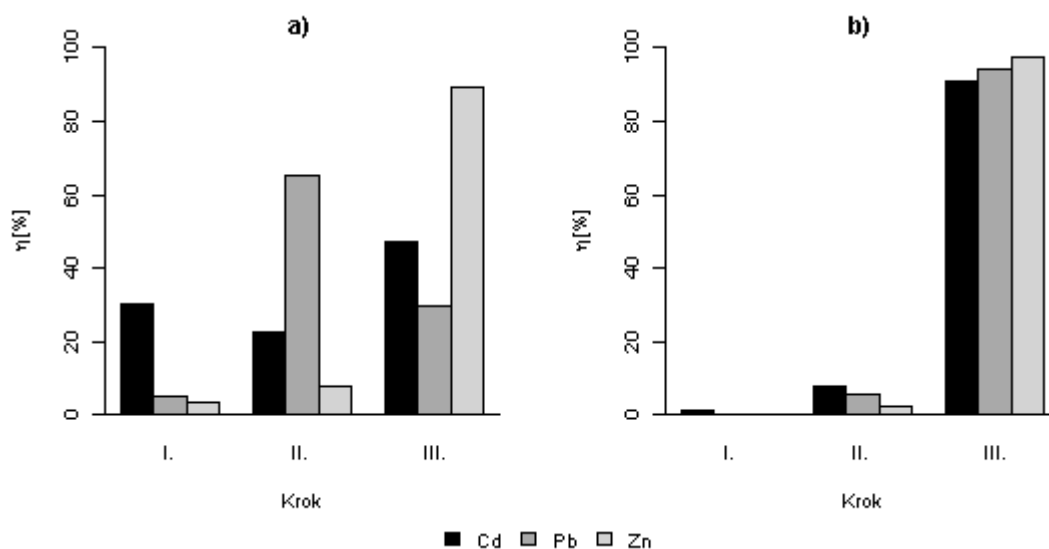 a)
100
80
60
40
20
0
η[%]
I. II. III.
Krok
b)
100
80
60
40
20
0
η[%]
I. II. III.
Krok
Cd Pb Zn